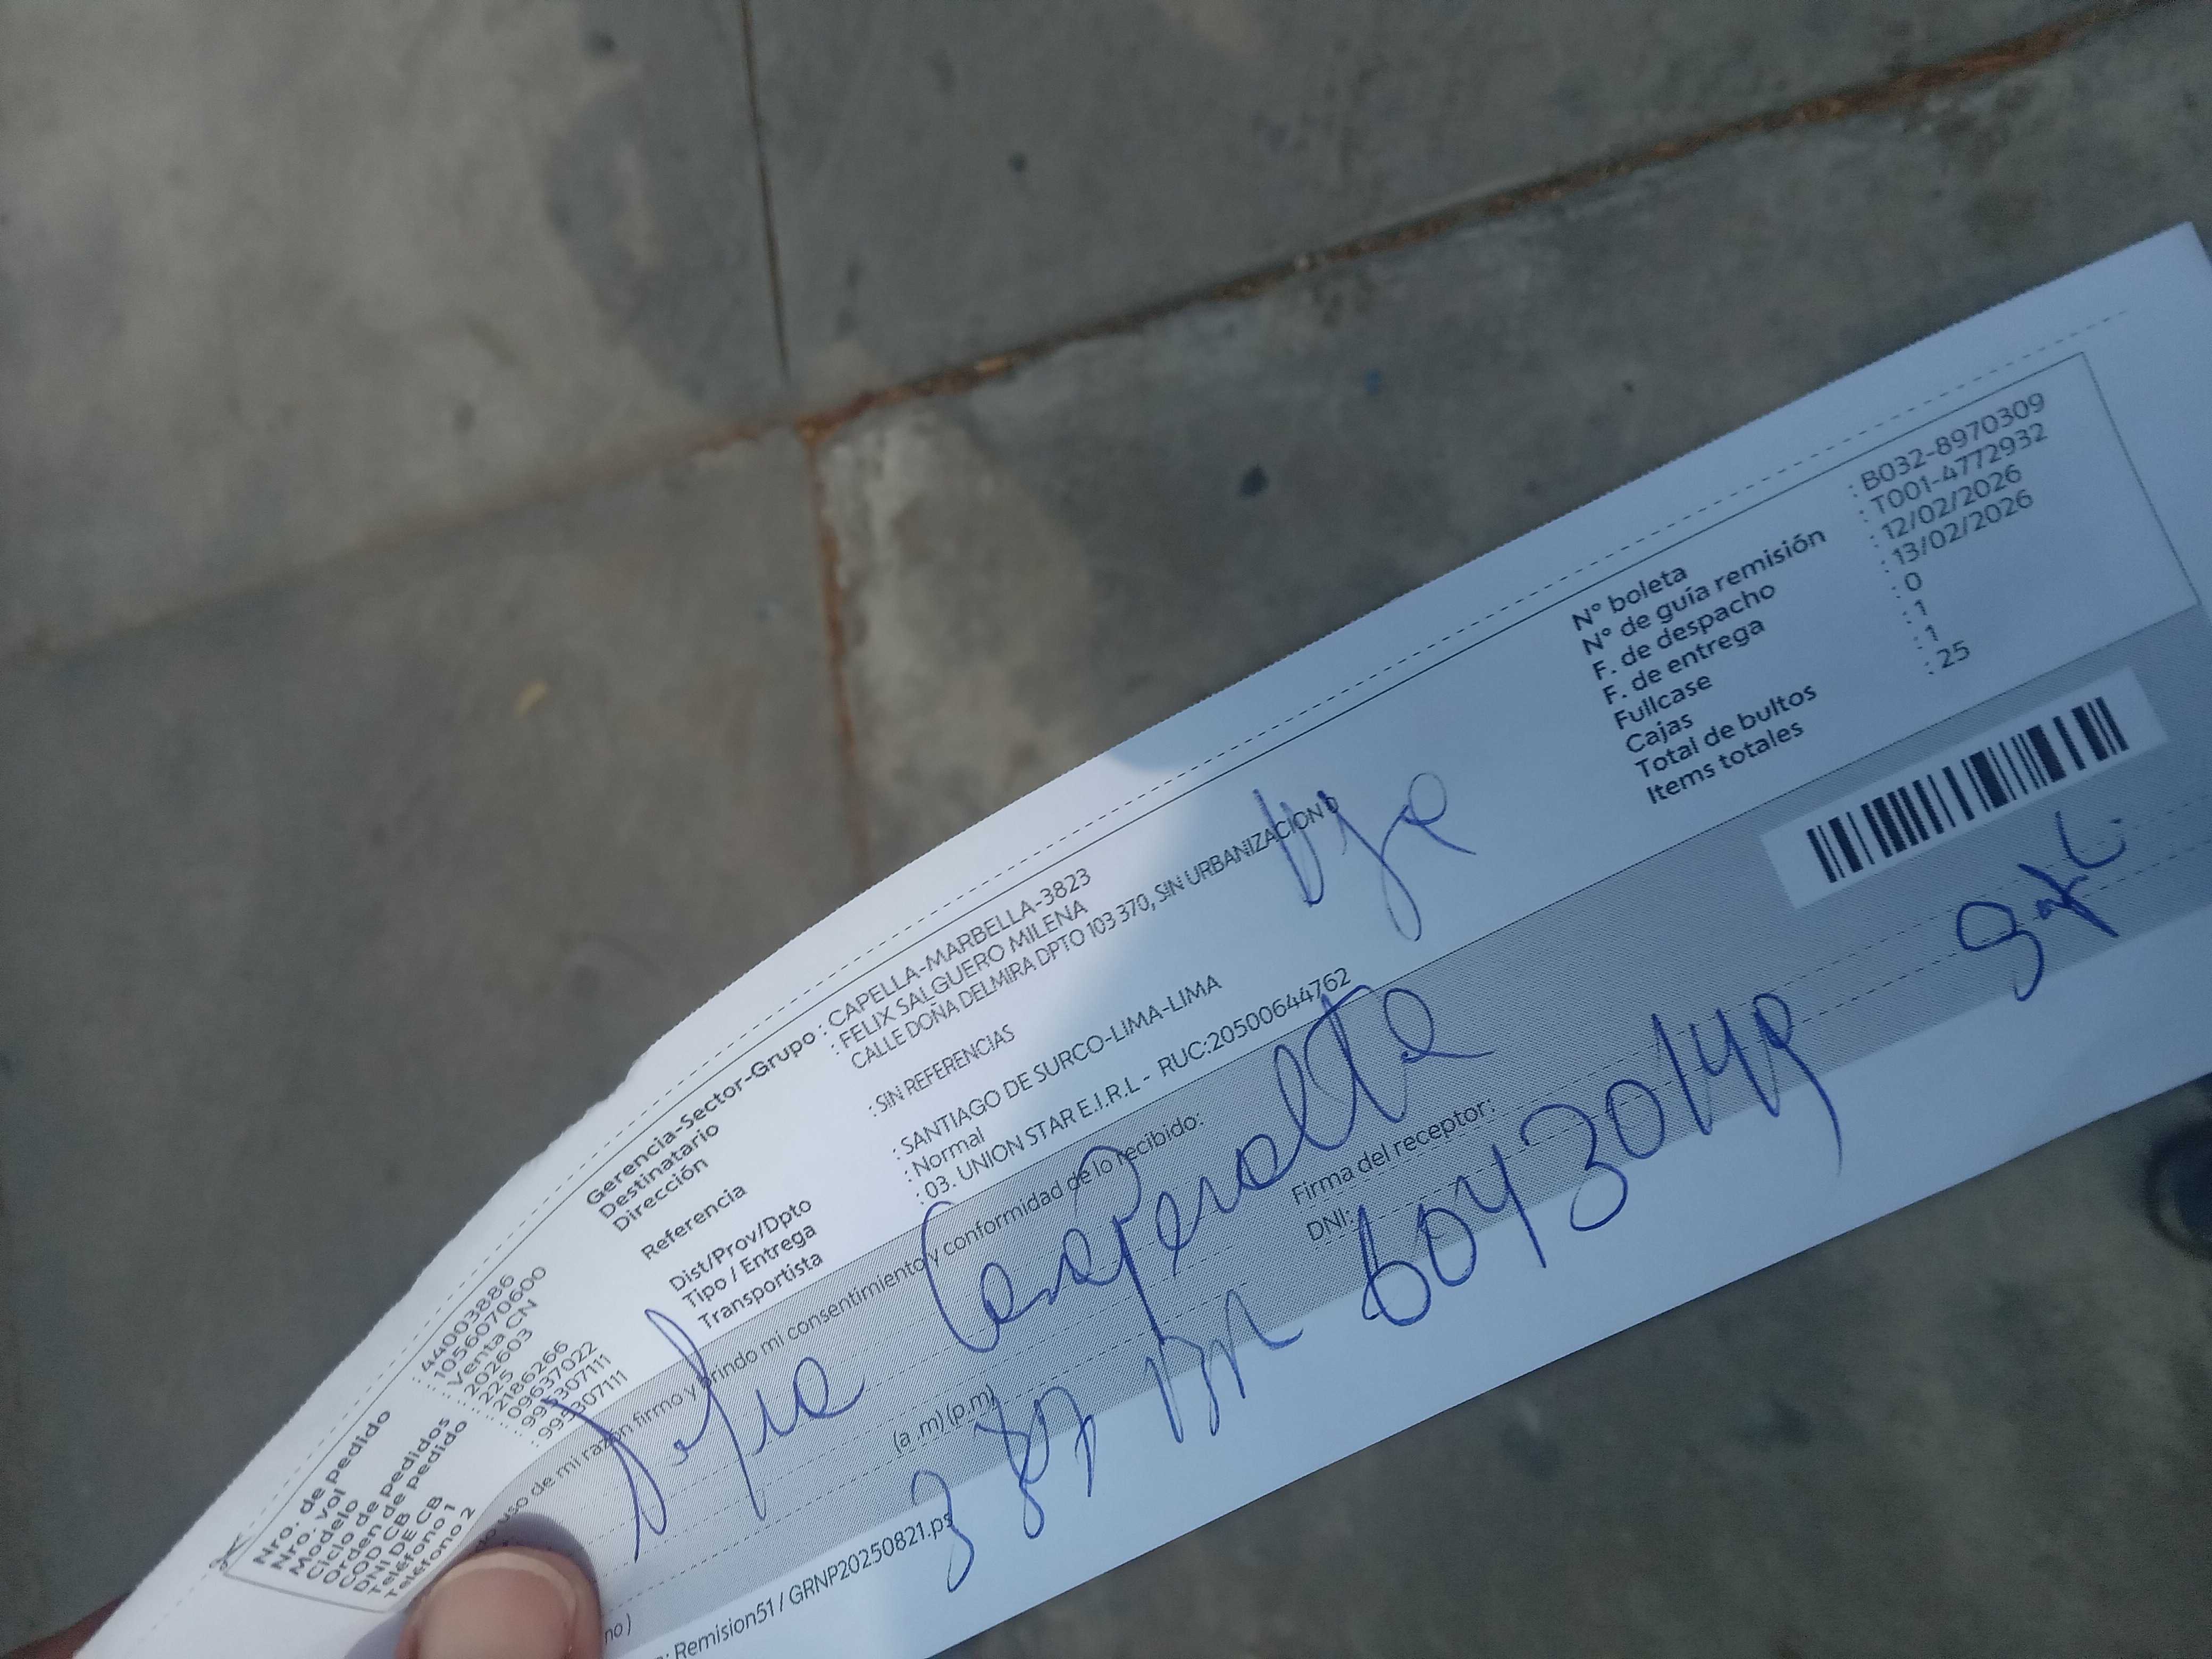 Nro. de pedido : 44003886
Nro. vol : 1056070600
Modelo : Venta CN
Ciclo de pedidos : 202603
Orden de pedido : 225
COD CB : 2186266
DNI DE CB : 09637022
Teléfono 1 : 995307111
Teléfono 2 : 995307111
Gerencia-Sector-Grupo : CAPELLA-MARBELLA-3823
Destinatario : FELIX SALGUERO MILENA
Dirección CALLE DOÑA DELMIRA DPTO 103 370, SIN URBANIZACION
Referencia : SIN REFERENCIAS
Dist/Prov/Dpto : SANTIAGO DE SURCO-LIMA-LIMA
Tipo / Entrega : Normal
Transportista : 03. UNION STAR E.I.R.L - RUC:20500644762
N° boleta : B032-8970309
N° de guía remisión : T001-4772932
F. de despacho : 12/02/2026
F. de entrega : 13/02/2026
Fullcase : 0
Cajas : 1
Total de bultos : 1
Items totales : 25
uso de mi razón firmo y brindo mi consentimiento y conformidad de lo recibido:
Sofia
Peralta
Firma del receptor:
(a .m) (p.m)
DNI:
60430149
no )
: Remision51 / GRNP20250821.ps